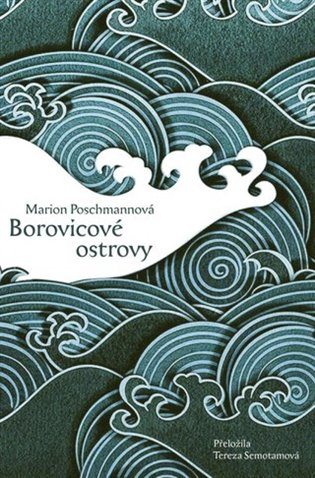 Marion Poschmannová
Borovicové
ostrovy
Přeložila
Tereza Semotamová